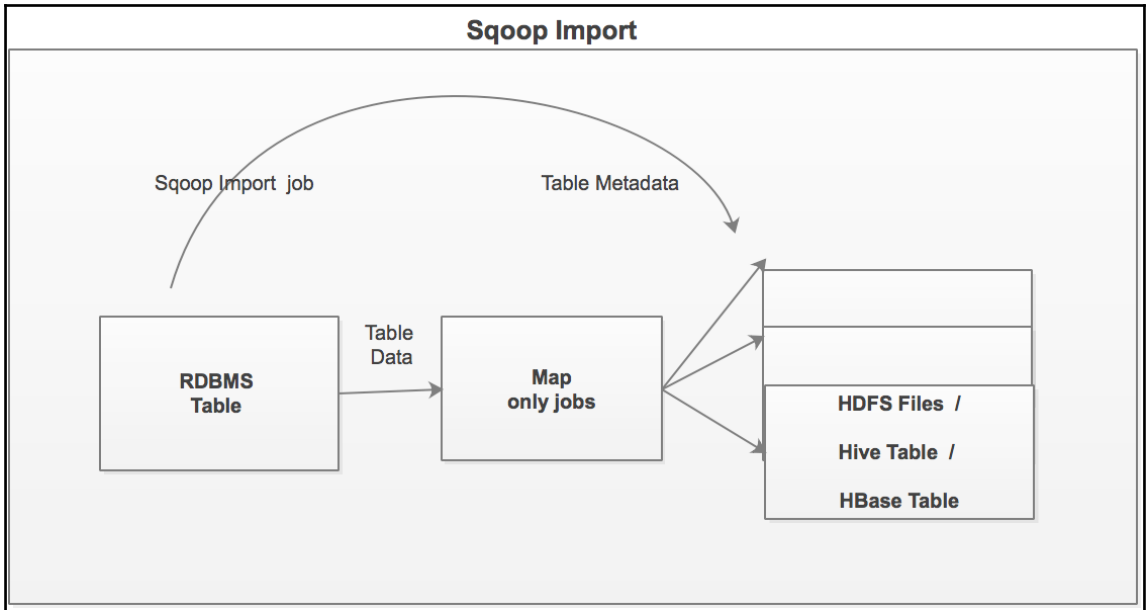 Sqoop Import
Sqoop Import job
Table Metadata
Table
Data
RDBMS
Table
Map
only jobs
HDFS Files /
Hive Table /
HBase Table